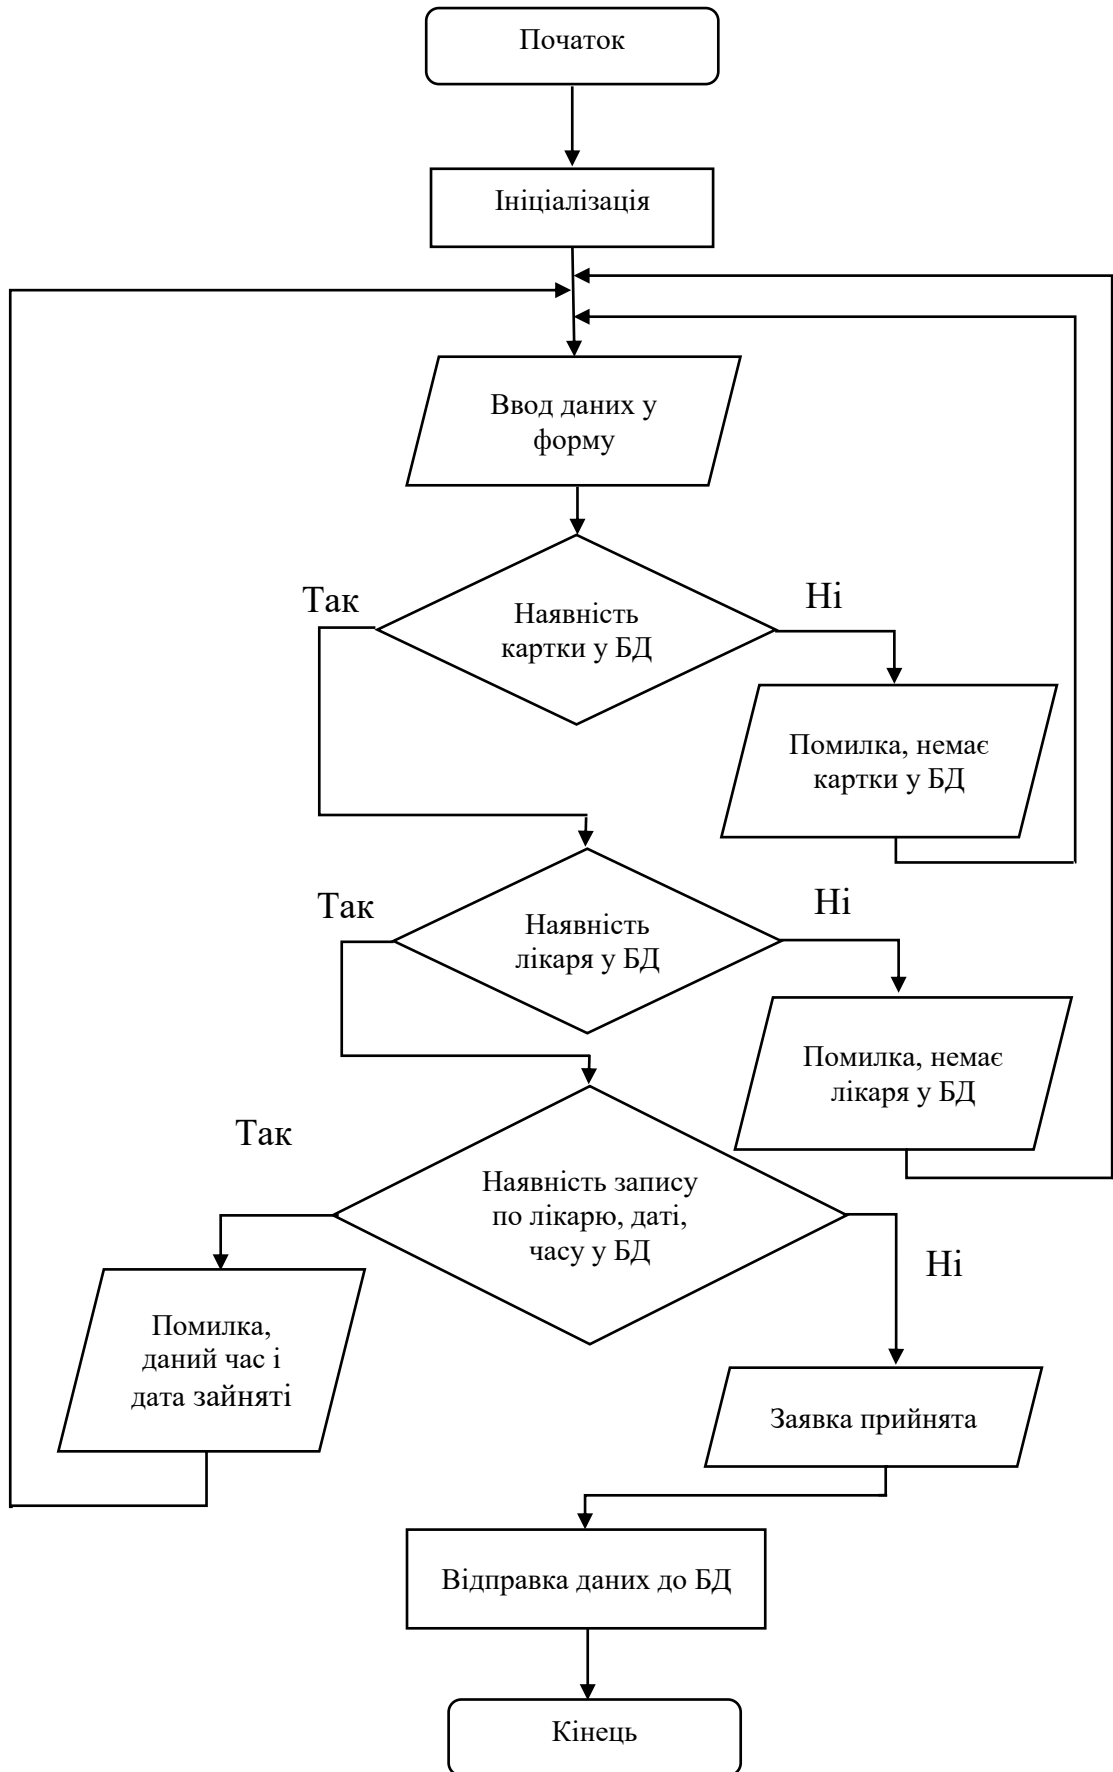 Початок
Ініціалізація
Ввод даних у
форму
Так
Ні
Наявність
картки у БД
Помилка, немає
картки у БД
Так
Ні
Наявність
лікаря у БД
Помилка, немає
лікаря у БД
Так
Наявність запису
по лікарю, даті,
часу у БД
Ні
Помилка,
даний час і
дата зайняті
Заявка прийнята
Відправка даних до БД
Кінець